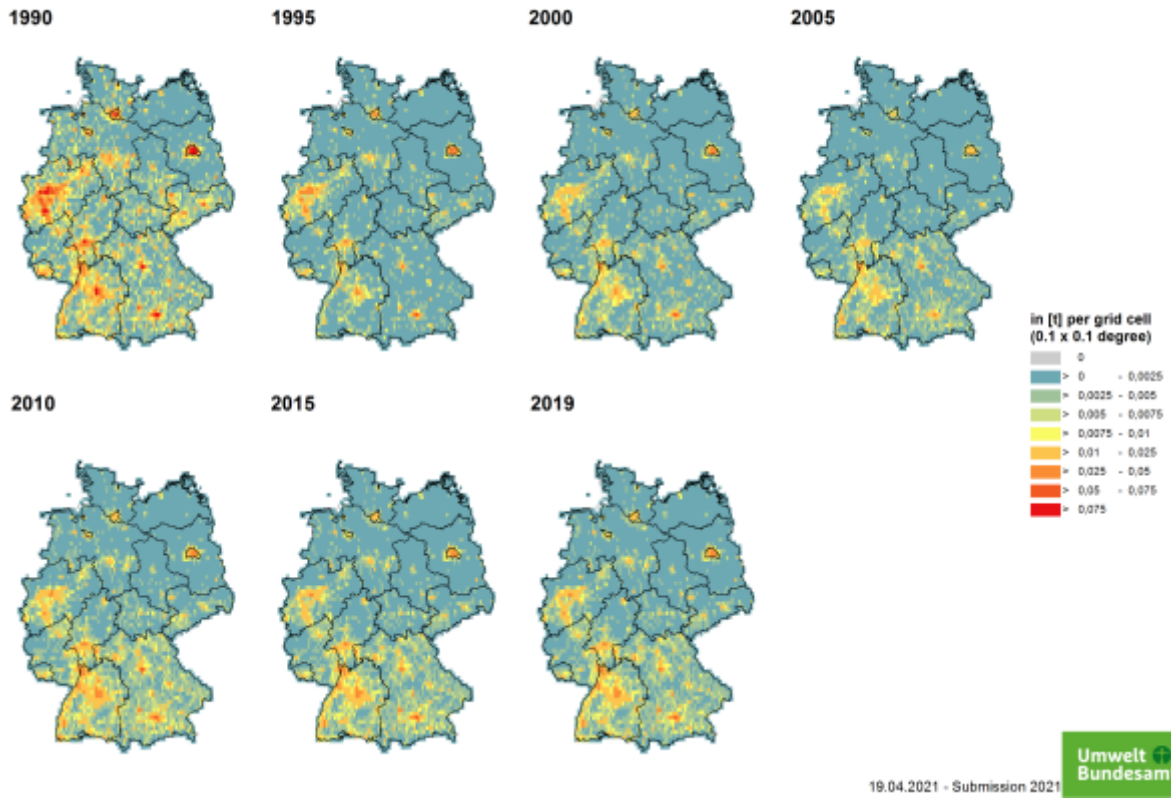 1990
1995
2000
2005
in [t] per grid cell
(0.1 x 0.1 degree)
0
> 0 - 0,0025
> 0,0025 - 0,005
> 0,005 - 0,0075
> 0,0075 - 0,01
> 0,01 - 0,025
> 0,025 - 0,05
> 0,05 - 0,075
> 0,075
2010
2015
2019
19.04.2021 - Submission 2021
Umwelt
Bundesam